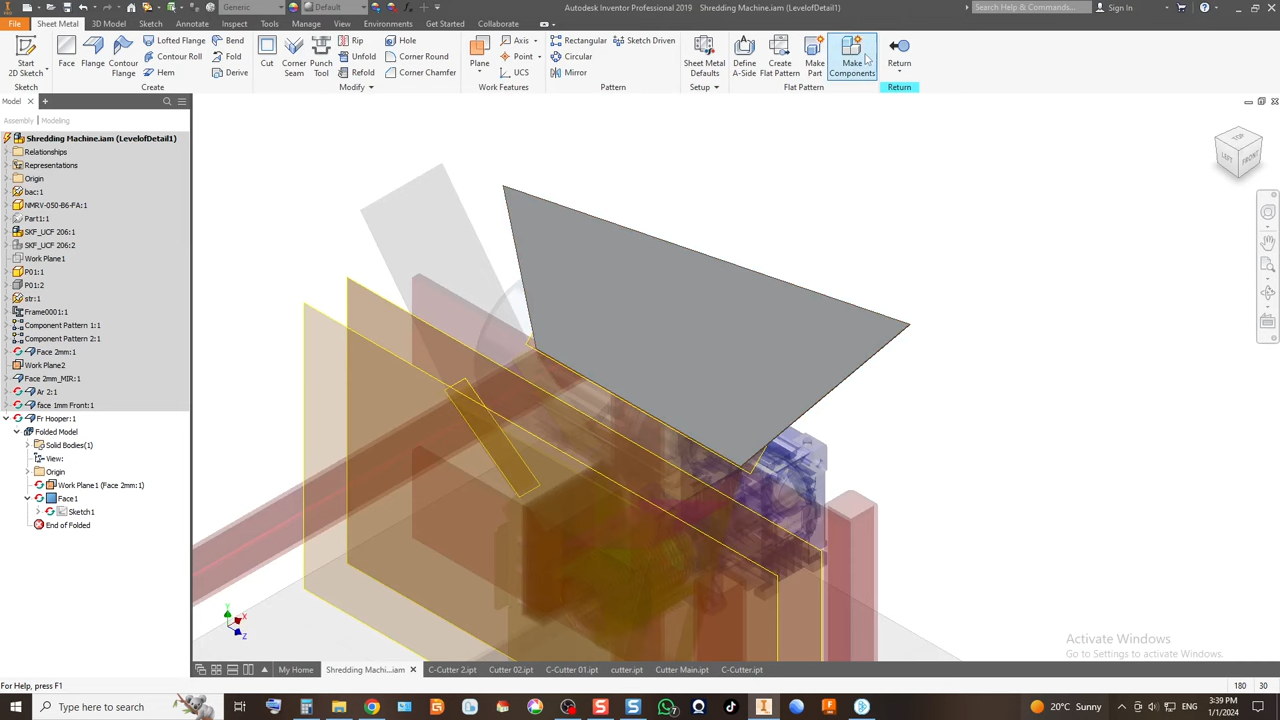 Generic
Default
Autodesk Inventor Professional 2019   Shredding Machine.iam (LevelofDetail1)
Search Help & Commands...
Sign In
File
Sheet Metal
3D Model
Sketch
Annotate
Inspect
Tools
Manage
View
Environments
Get Started
Collaborate
Start
2D Sketch
Face
Flange
Contour
Flange
Lofted Flange
Contour Roll
Hem
Bend
Fold
Derive
Cut
Corner
Seam
Punch
Tool
Rip
Unfold
Refold
Hole
Corner Round
Corner Chamfer
Plane
Axis
Point
UCS
Rectangular
Circular
Mirror
Sketch Driven
Sheet Metal
Defaults
Define
A-Side
Create
Flat Pattern
Make
Part
Make
Components
Return
Sketch
Create
Modify
Work Features
Pattern
Setup
Flat Pattern
Return
Model
Assembly
Modeling
Shredding Machine.iam (LevelofDetail1)
Relationships
Representations
Origin
bac:1
NMRV-050-B6-FA:1
Part1:1
SKF_UCF 206:1
SKF_UCF 206:2
Work Plane1
P01:1
P01:2
str:1
Frame0001:1
Component Pattern 1:1
Component Pattern 2:1
Face 2mm:1
Work Plane2
Face 2mm_MIR:1
Ar 2:1
face 1mm Front:1
Fr Hooper:1
Folded Model
Solid Bodies(1)
View:
Origin
Work Plane1 (Face 2mm:1)
Face1
Sketch1
End of Folded
TOP
LEFT
FRONT
Y
X
Z
Activate Windows
Go to Settings to activate Windows.
My Home
Shredding Machi...iam
C-Cutter 2.ipt
Cutter 02.ipt
C-Cutter 01.ipt
cutter.ipt
Cutter Main.ipt
C-Cutter.ipt
For Help, press F1
180
30
Type here to search
20°C Sunny
ENG
3:39 PM
1/1/2024